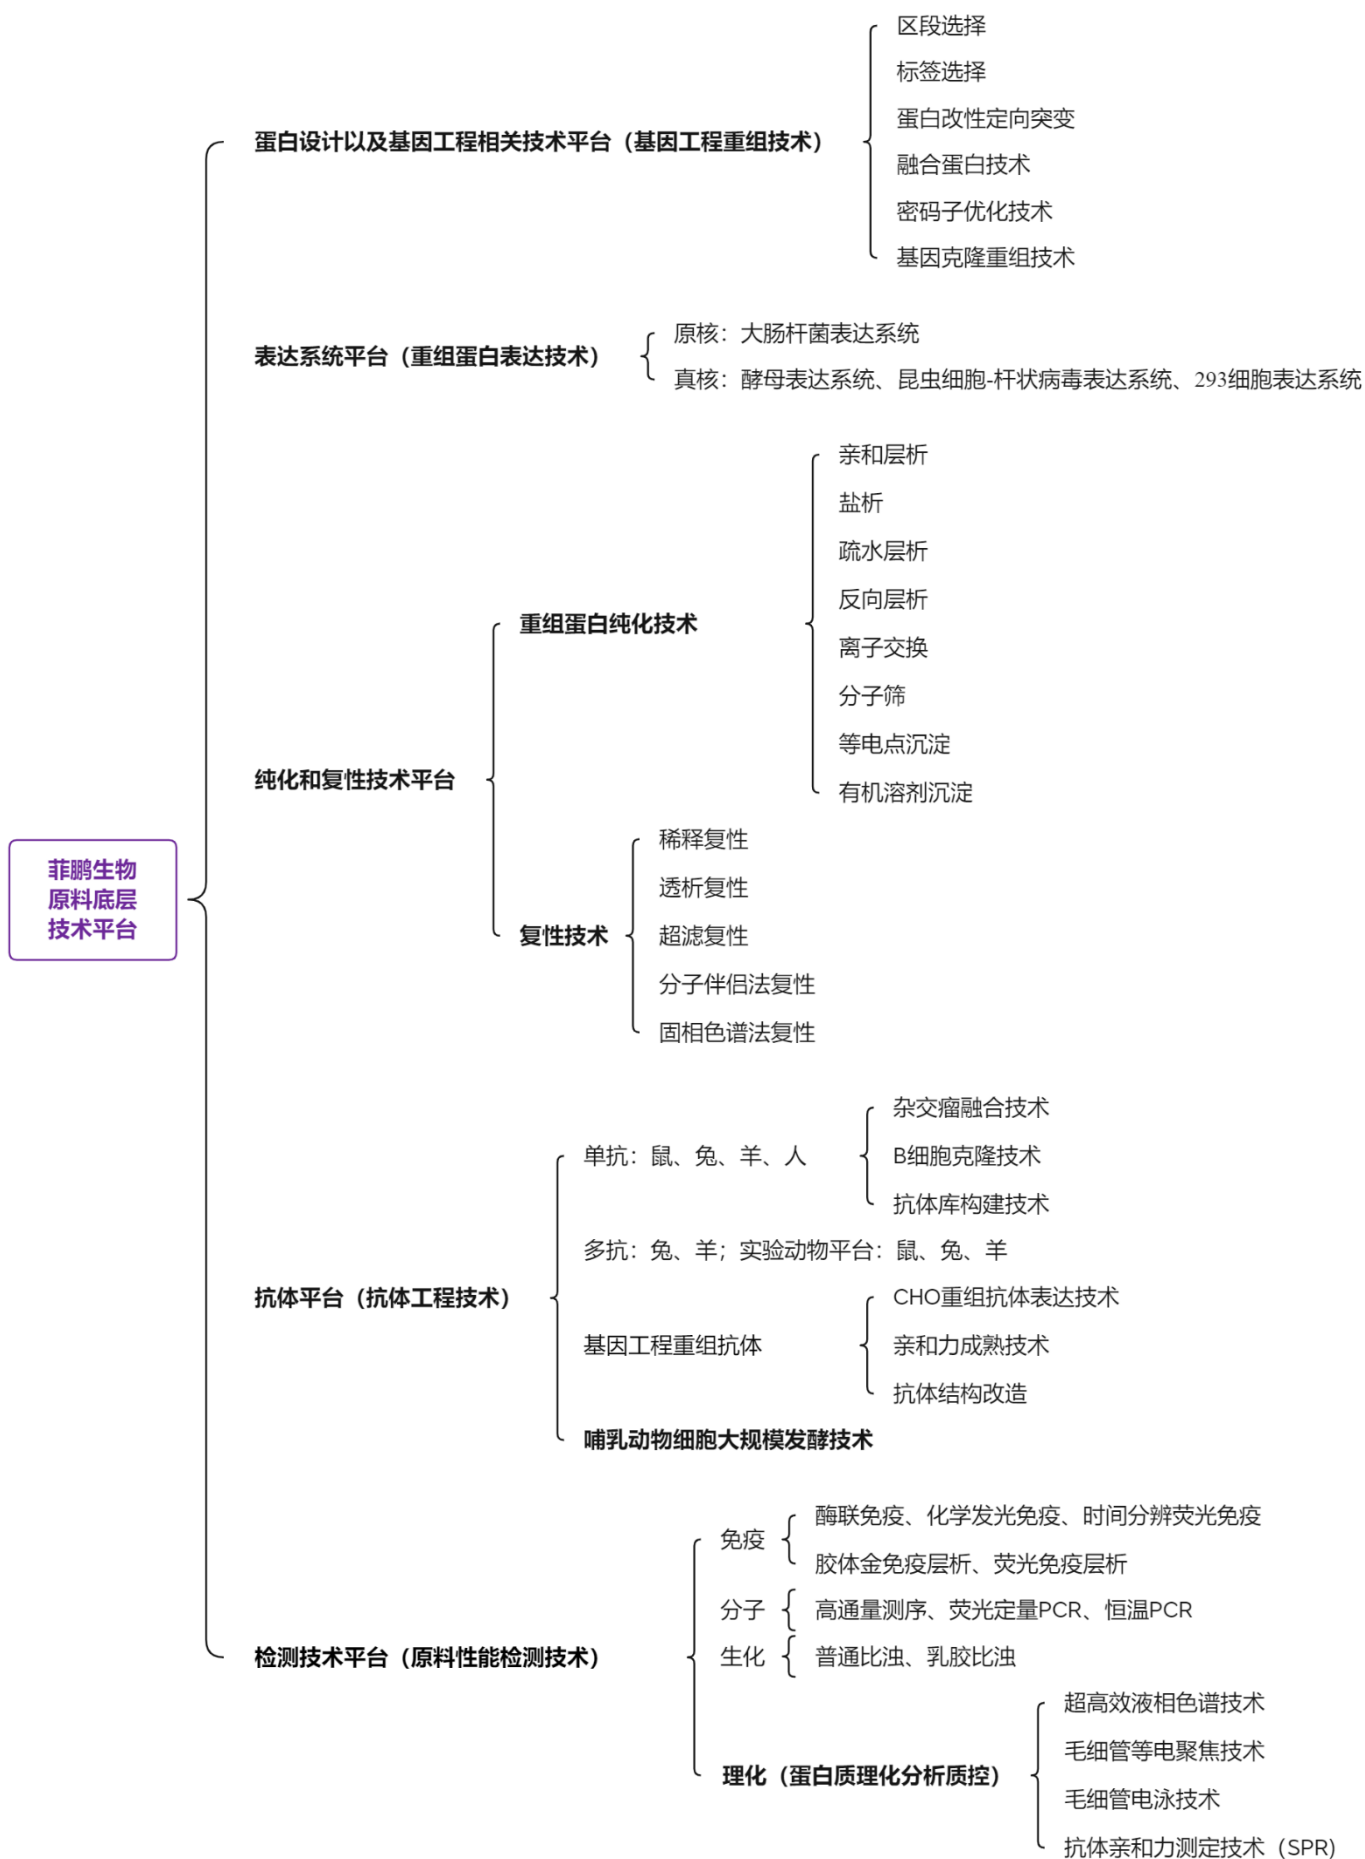 菲鹏生物
原料底层
技术平台
蛋白设计以及基因工程相关技术平台（基因工程重组技术）
区段选择
标签选择
蛋白改性定向突变
融合蛋白技术
密码子优化技术
基因克隆重组技术
表达系统平台（重组蛋白表达技术）
原核：大肠杆菌表达系统
真核：酵母表达系统、昆虫细胞-杆状病毒表达系统、293细胞表达系统
纯化和复性技术平台
重组蛋白纯化技术
亲和层析
盐析
疏水层析
反向层析
离子交换
分子筛
等电点沉淀
有机溶剂沉淀
复性技术
稀释复性
透析复性
超滤复性
分子伴侣法复性
固相色谱法复性
抗体平台（抗体工程技术）
单抗：鼠、兔、羊、人
杂交瘤融合技术
B细胞克隆技术
抗体库构建技术
多抗：兔、羊；实验动物平台：鼠、兔、羊
基因工程重组抗体
CHO重组抗体表达技术
亲和力成熟技术
抗体结构改造
哺乳动物细胞大规模发酵技术
检测技术平台（原料性能检测技术）
免疫
酶联免疫、化学发光免疫、时间分辨荧光免疫
胶体金免疫层析、荧光免疫层析
分子
高通量测序、荧光定量PCR、恒温PCR
生化
普通比浊、乳胶比浊
理化（蛋白质理化分析质控）
超高效液相色谱技术
毛细管等电聚焦技术
毛细管电泳技术
抗体亲和力测定技术（SPR）